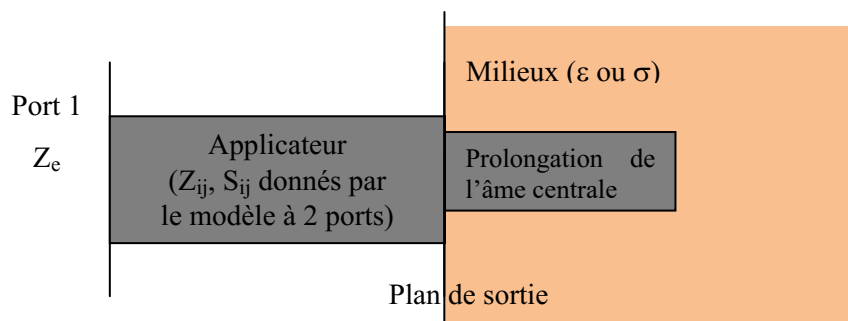 Milieux (ε ou σ)
Port 1
Zₑ
Applicateur
(Zᵢⱼ, Sᵢⱼ donnés par
le modèle à 2 ports)
Prolongation de
l’âme centrale
Plan de sortie